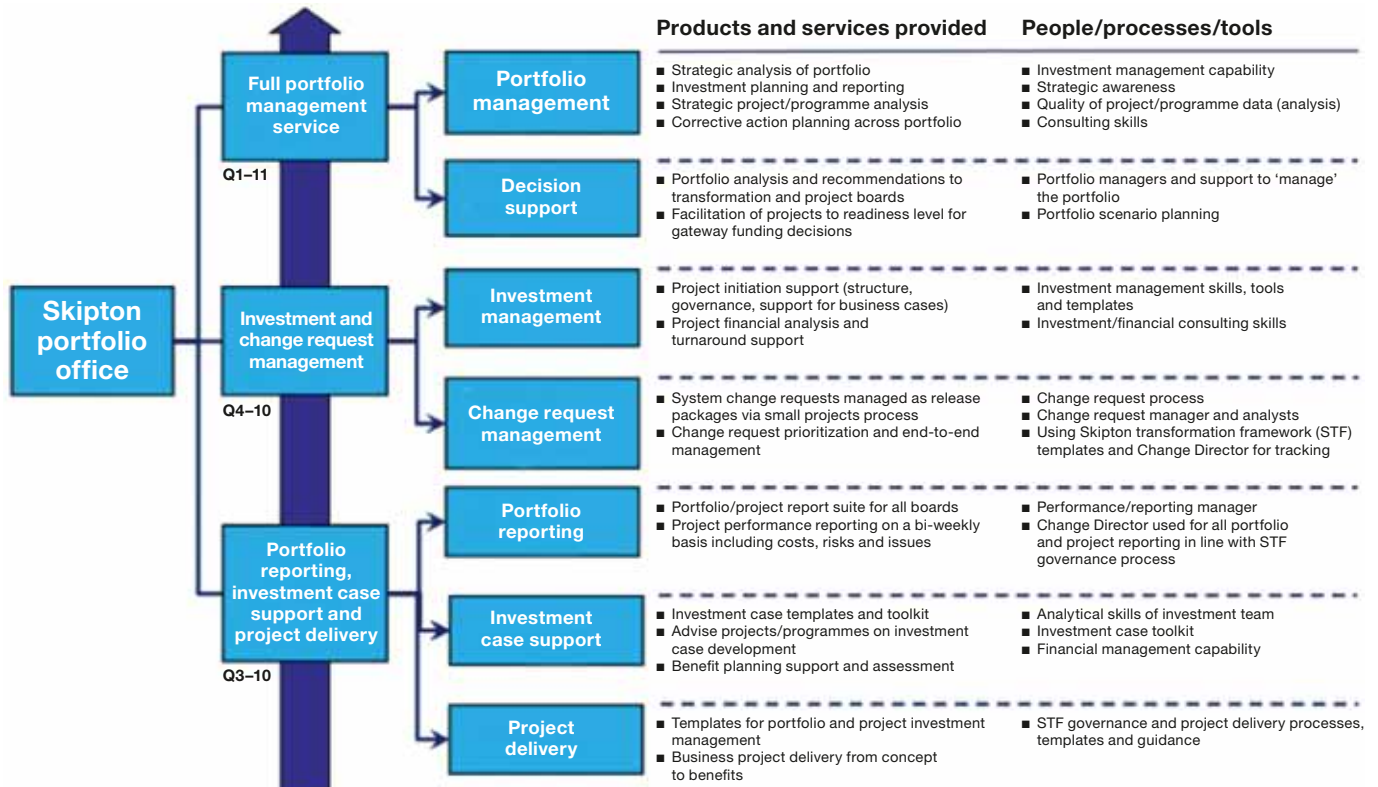 Products and services provided
People/processes/tools
Full portfolio
management
service
Q1–11
Portfolio
management
■ Strategic analysis of portfolio
■ Investment planning and reporting
■ Strategic project/programme analysis
■ Corrective action planning across portfolio
■ Investment management capability
■ Strategic awareness
■ Quality of project/programme data (analysis)
■ Consulting skills
Decision
support
■ Portfolio analysis and recommendations to
transformation and project boards
■ Facilitation of projects to readiness level for
gateway funding decisions
■ Portfolio managers and support to ‘manage’
the portfolio
■ Portfolio scenario planning
Skipton
portfolio
office
Investment and
change request
management
Q4–10
Investment
management
■ Project initiation support (structure,
governance, support for business cases)
■ Project financial analysis and
turnaround support
■ Investment management skills, tools
and templates
■ Investment/financial consulting skills
Change request
management
■ System change requests managed as release
packages via small projects process
■ Change request prioritization and end-to-end
management
■ Change request process
■ Change request manager and analysts
■ Using Skipton transformation framework (STF)
templates and Change Director for tracking
Portfolio
reporting,
investment case
support and
project delivery
Q3–10
Portfolio
reporting
■ Portfolio/project report suite for all boards
■ Project performance reporting on a bi-weekly
basis including costs, risks and issues
■ Performance/reporting manager
■ Change Director used for all portfolio
and project reporting in line with STF
governance process
Investment
case support
■ Investment case templates and toolkit
■ Advise projects/programmes on investment
case development
■ Benefit planning support and assessment
■ Analytical skills of investment team
■ Investment case toolkit
■ Financial management capability
Project
delivery
■ Templates for portfolio and project investment
management
■ Business project delivery from concept
to benefits
■ STF governance and project delivery processes,
templates and guidance